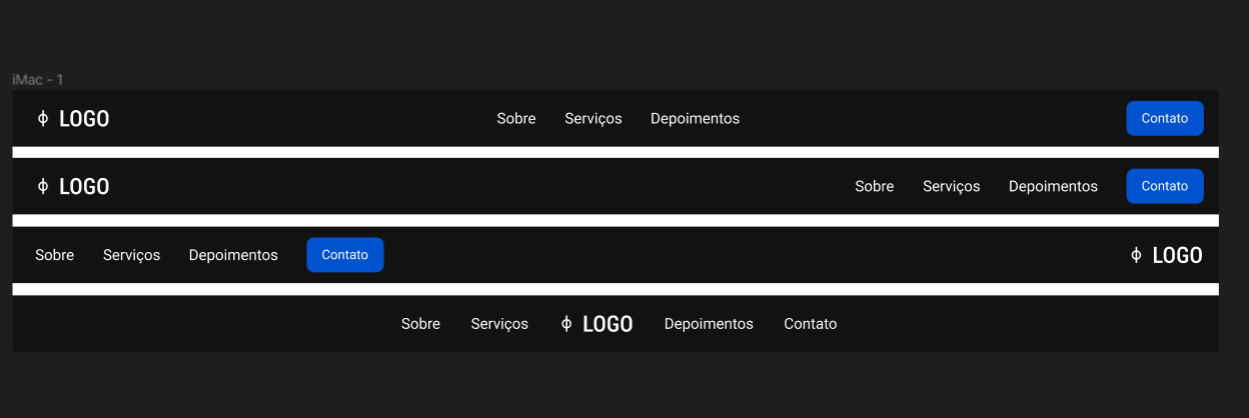 iMac - 1
LOGO Sobre Serviços Depoimentos Contato
LOGO Sobre Serviços Depoimentos Contato
Sobre Serviços Depoimentos Contato LOGO
Sobre Serviços LOGO Depoimentos Contato